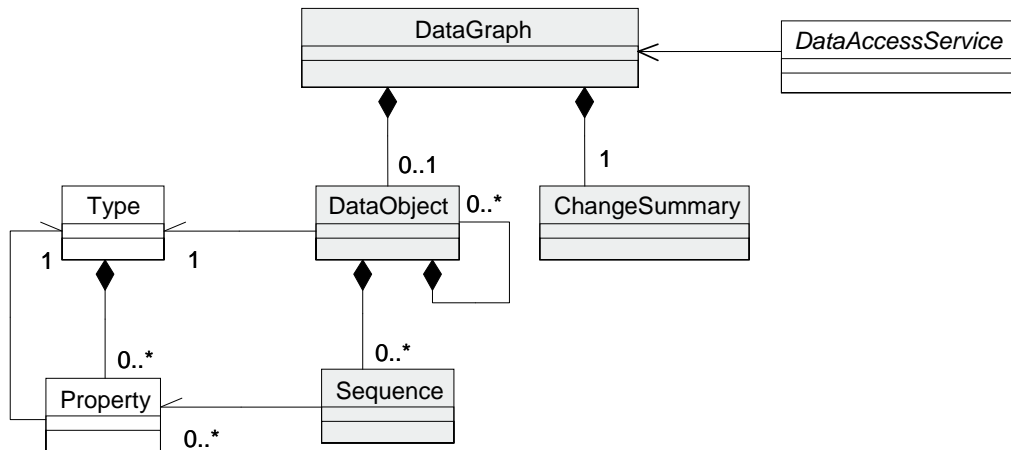 DataGraph
DataAccessService
0..1
1
Type
DataObject
0..*
ChangeSummary
1
1
0..*
0..*
Property
Sequence
0..*